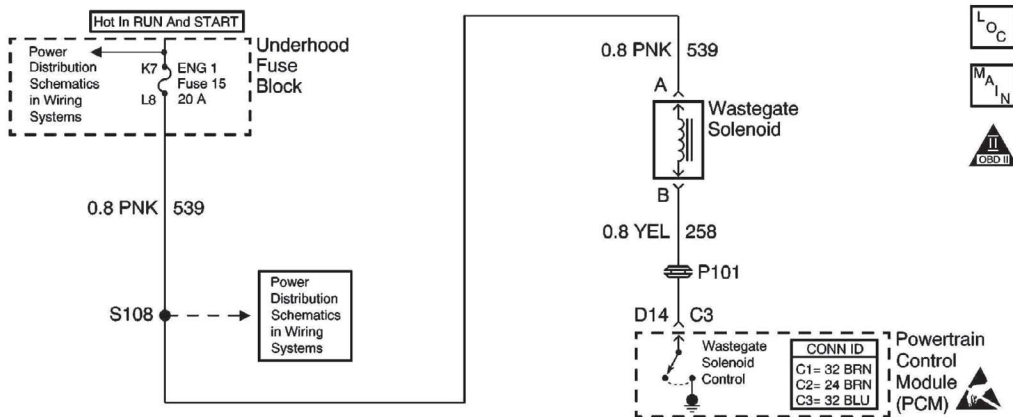 Hot In RUN And START
Underhood
Fuse
Block
Power
Distribution
Schematics
in Wiring
Systems
K7
L8
ENG 1
Fuse 15
20 A
0.8 PNK 539
S108
Power
Distribution
Schematics
in Wiring
Systems
0.8 PNK 539
A
Wastegate
Solenoid
B
0.8 YEL 258
P101
D14 C3
Wastegate
Solenoid
Control
CONN ID
C1= 32 BRN
C2= 24 BRN
C3= 32 BLU
Powertrain
Control
Module
(PCM)
LOC
MAIN
II
OBD II